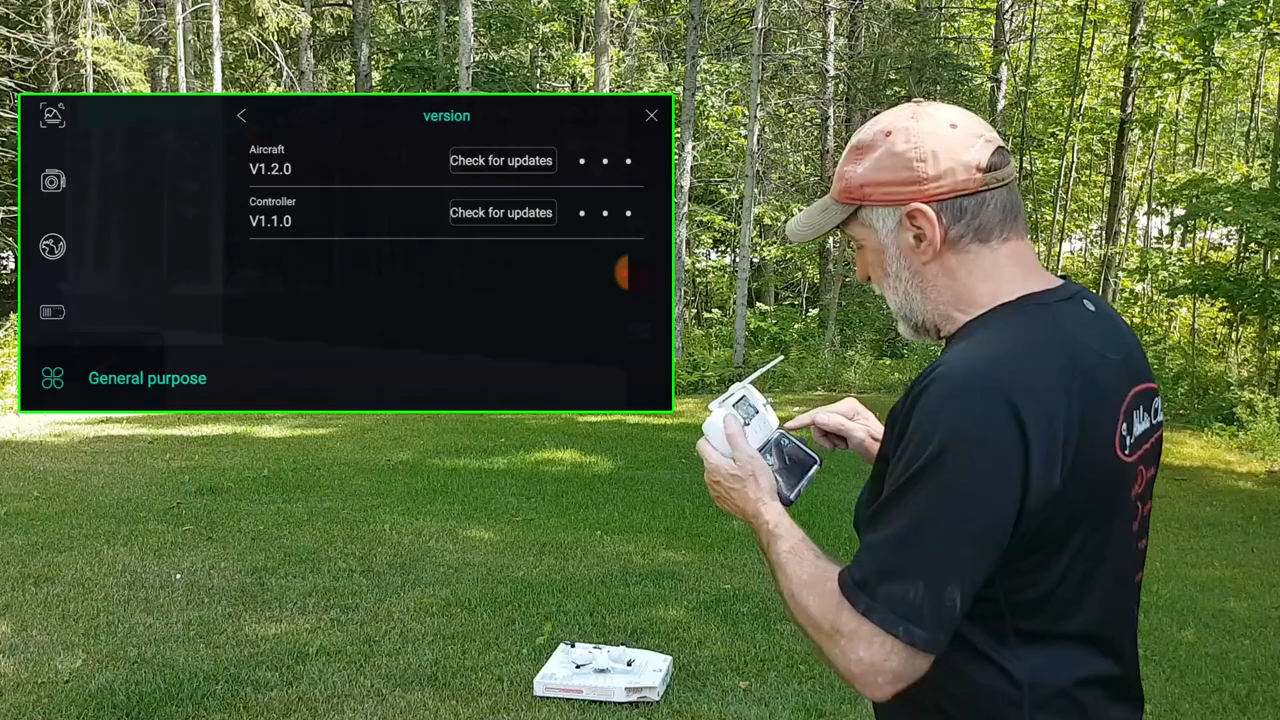 version
Aircraft
V1.2.0
Check for updates
Controller
V1.1.0
Check for updates
General purpose